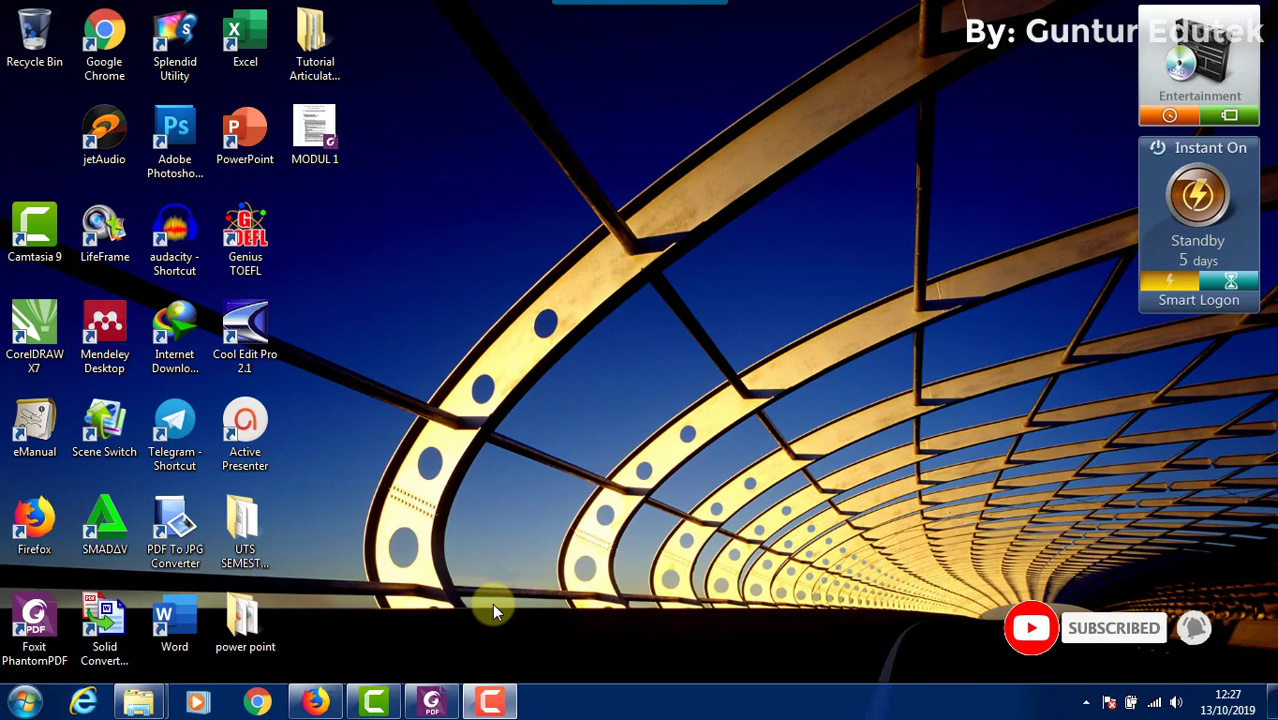 By: Guntur Edutek
Recycle Bin
Google
Chrome
Splendid
Utility
Excel
Tutorial
Articulat...
jetAudio
Adobe
Photosho...
PowerPoint
MODUL 1
Camtasia 9
LifeFrame
audacity -
Shortcut
Genius
TOEFL
CorelDRAW
X7
Mendeley
Desktop
Internet
Downlo...
Cool Edit Pro
2.1
eManual
Scene Switch
Telegram -
Shortcut
Active
Presenter
Firefox
SMADAV
PDF To JPG
Converter
UTS
SEMEST...
Foxit
PhantomPDF
Solid
Convert...
Word
power point
Entertainment
Instant On
Standby
5 days
Smart Logon
SUBSCRIBED
12:27
13/10/2019